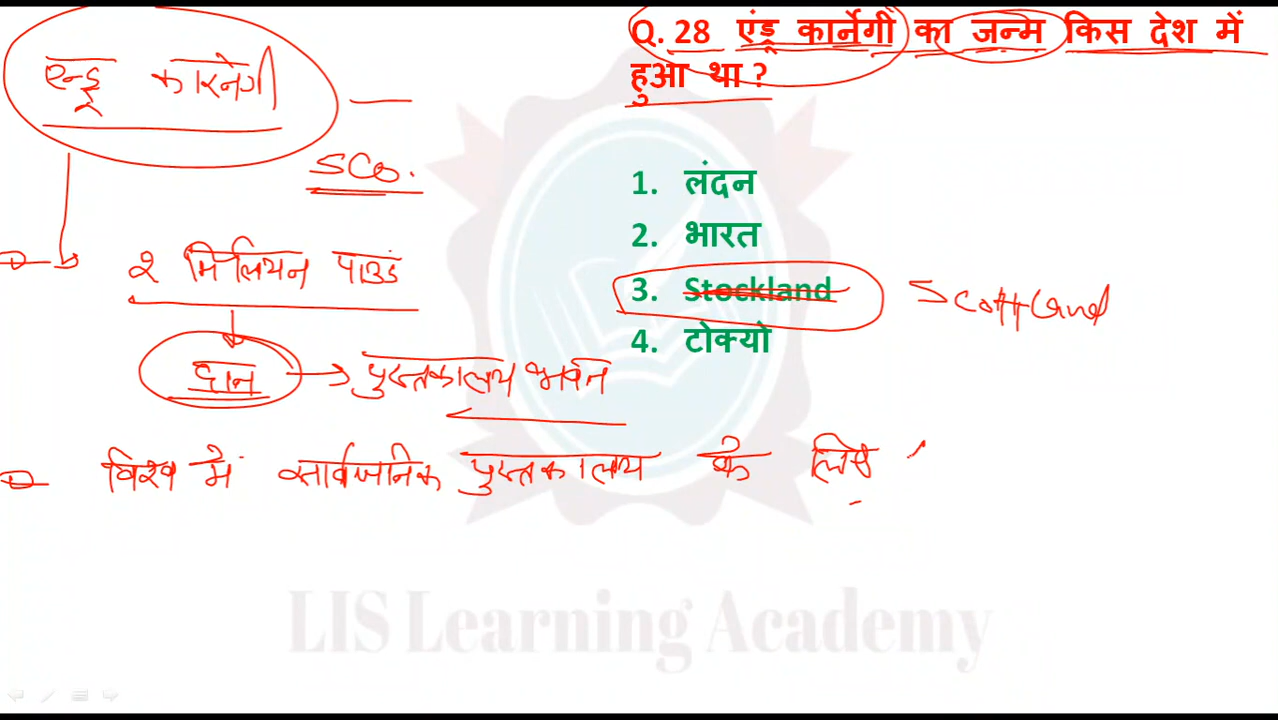 Q. 28 एंड्रू कार्नेगी का जन्म किस देश में
हुआ था ?
1. लंदन
2. भारत
3. Stockland
4. टोक्यो
Scottland
एन्ड्रू कारनेगी
SCO.
२ मिलियन पाउंड
दान → पुस्तकालय भवन
विश्व में सार्वजनिक पुस्तकालय के लिए
LIS Learning Academy